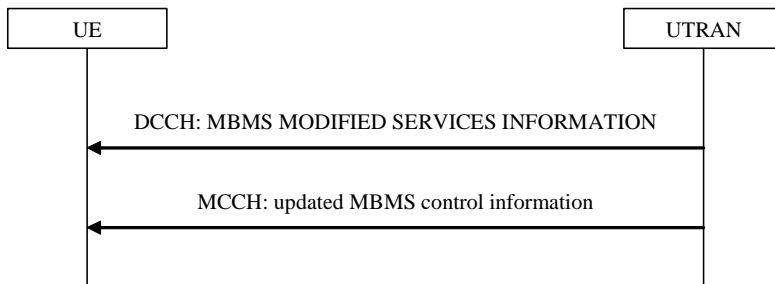 UE
UTRAN
DCCH: MBMS MODIFIED SERVICES INFORMATION
MCCH: updated MBMS control information